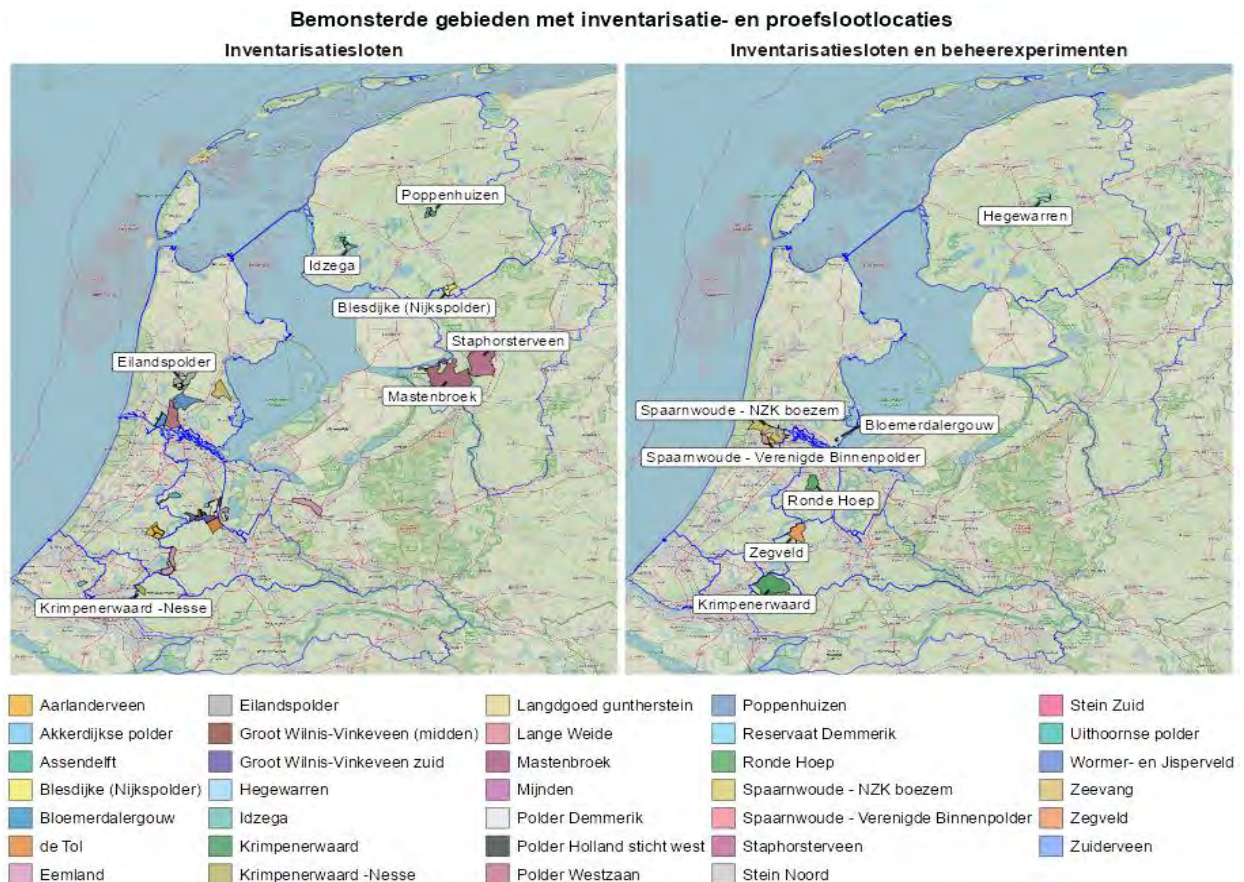 Bemonsterde gebieden met inventarisatie- en proefslootlocaties
Inventarisatiesloten
Poppenhuizen
Idzega
Blesdijke (Nijkspolder)
Staphorsterveen
Eilandspolder
Mastenbroek
Krimpenerwaard -Nesse
Inventarisatiesloten en beheerexperimenten
Hegewarren
Spaarnwoude - NZK boezem
Bloemerdalergouw
Spaarnwoude - Verenigde Binnenpolder
Ronde Hoep
Zegveld
Krimpenerwaard
Aarlanderveen
Akkerdijkse polder
Assendelft
Blesdijke (Nijkspolder)
Bloemerdalergouw
de Tol
Eemland
Eilandspolder
Groot Wilnis-Vinkeveen (midden)
Groot Wilnis-Vinkeveen zuid
Hegewarren
Idzega
Krimpenerwaard
Krimpenerwaard -Nesse
Langdgoed guntherstein
Lange Weide
Mastenbroek
Mijnden
Polder Demmerik
Polder Holland sticht west
Polder Westzaan
Poppenhuizen
Reservaat Demmerik
Ronde Hoep
Spaarnwoude - NZK boezem
Spaarnwoude - Verenigde Binnenpolder
Staphorsterveen
Stein Noord
Stein Zuid
Uithoornse polder
Wormer- en Jisperveld
Zeevang
Zegveld
Zuiderveen